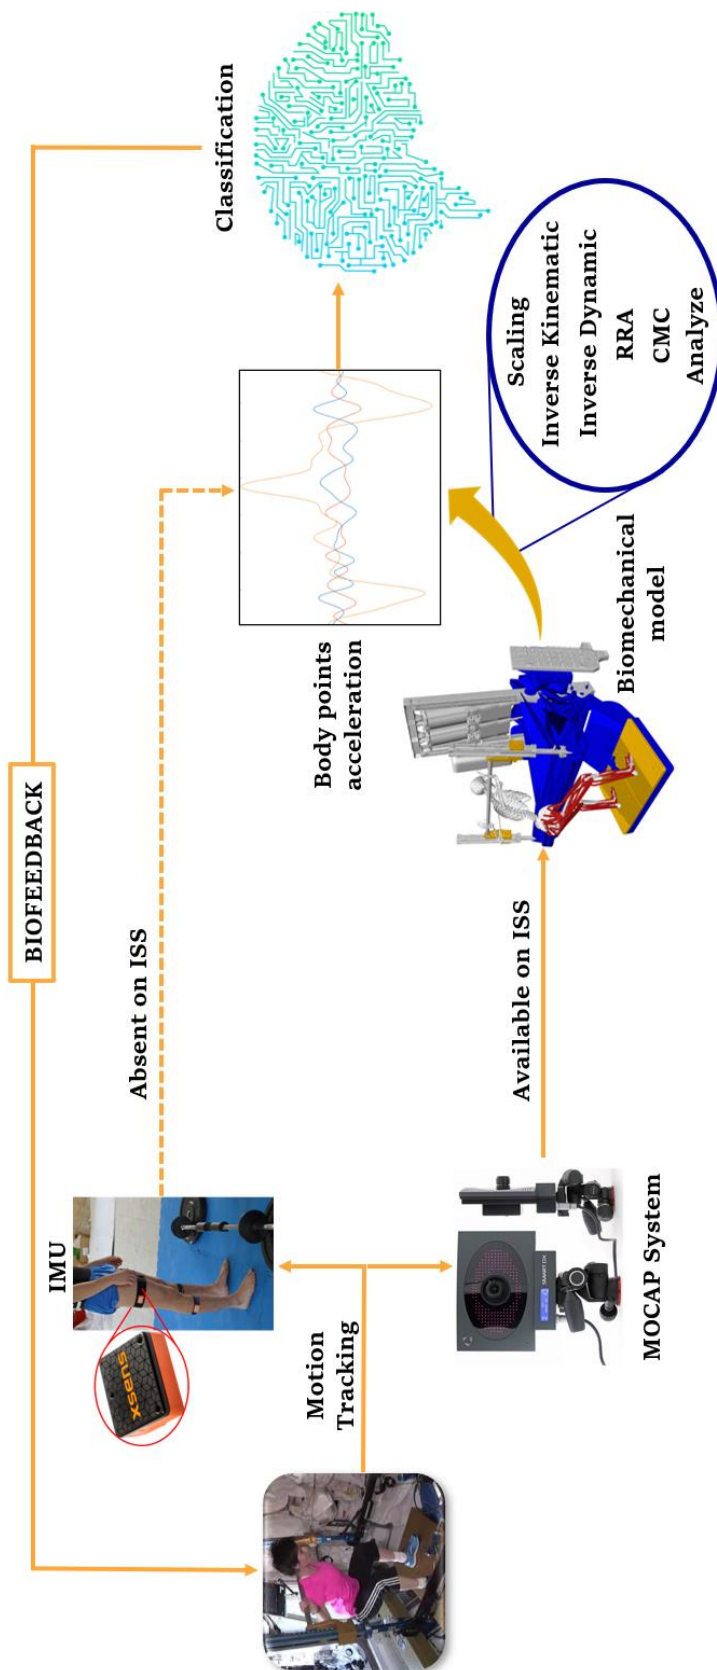 BIOFEEDBACK
IMU
xsens
Absent on ISS
Classification
Motion
Tracking
Body points
acceleration
SMART DX
MOCAP System
Available on ISS
Biomechanical
model
Scaling
Inverse Kinematic
Inverse Dynamic
RRA
CMC
Analyze